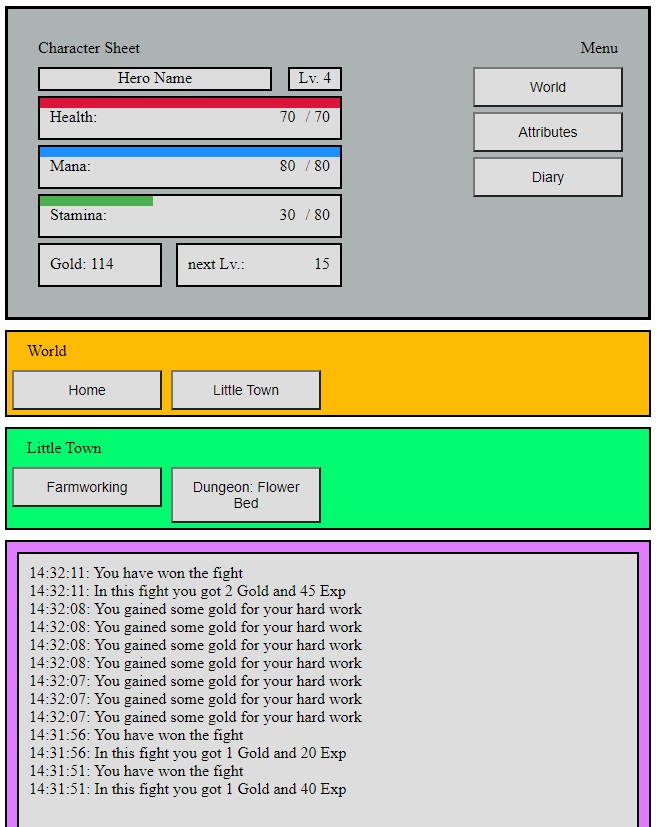 Character Sheet
Menu
Hero Name
Lv. 4
World
Health: 70 / 70
Attributes
Mana: 80 / 80
Diary
Stamina: 30 / 80
Gold: 114
next Lv.: 15
World
Home
Little Town
Little Town
Farmworking
Dungeon: Flower
Bed
14:32:11: You have won the fight
14:32:11: In this fight you got 2 Gold and 45 Exp
14:32:08: You gained some gold for your hard work
14:32:08: You gained some gold for your hard work
14:32:08: You gained some gold for your hard work
14:32:08: You gained some gold for your hard work
14:32:07: You gained some gold for your hard work
14:32:07: You gained some gold for your hard work
14:32:07: You gained some gold for your hard work
14:31:56: You have won the fight
14:31:56: In this fight you got 1 Gold and 20 Exp
14:31:51: You have won the fight
14:31:51: In this fight you got 1 Gold and 40 Exp